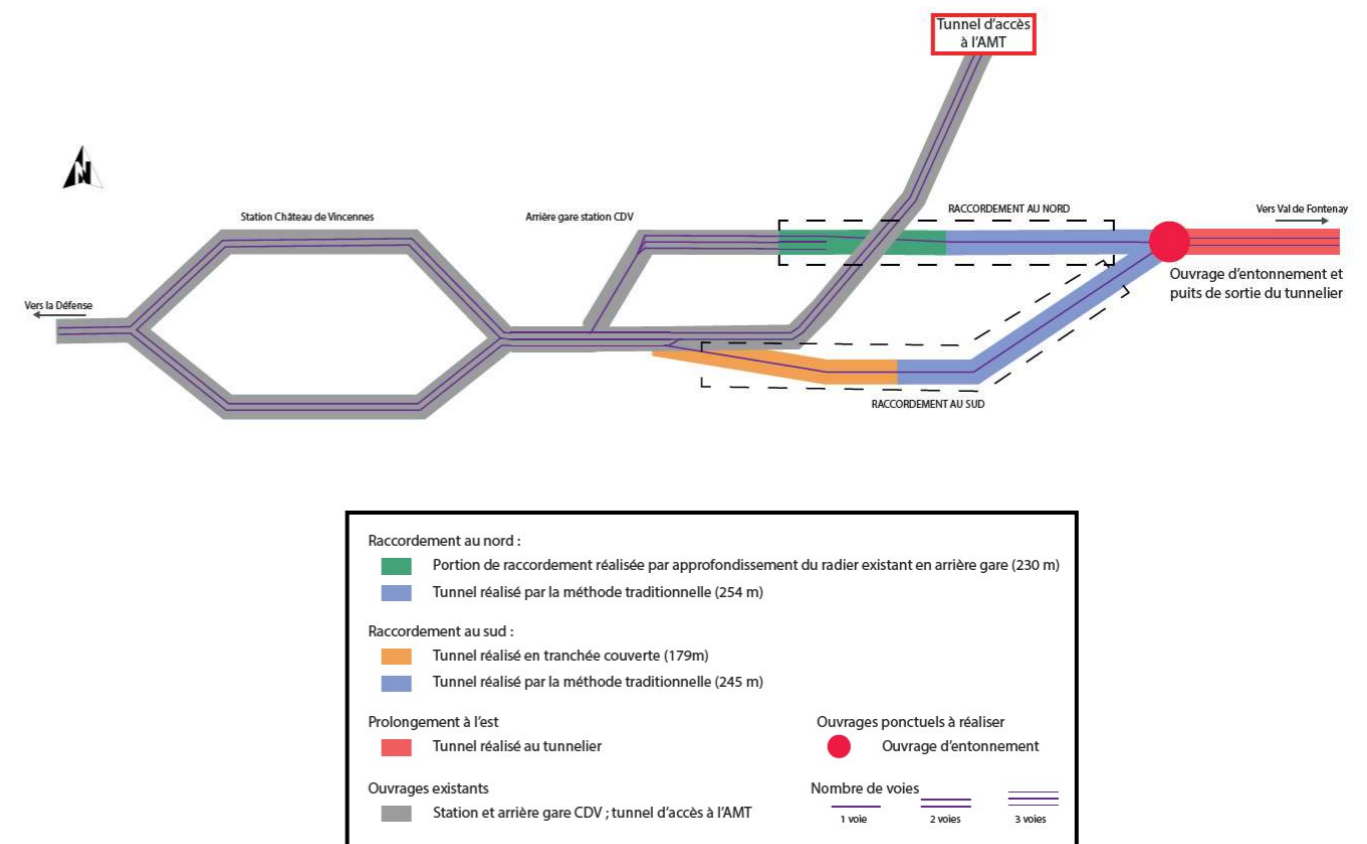 Tunnel d'accès
à l'AMT
N
Station Château de Vincennes
Arrière gare station CDV
RACCORDEMENT AU NORD
Vers Val de Fontenay
Ouvrage d'entonnement et
puits de sortie du tunnelier
Vers la Défense
RACCORDEMENT AU SUD
Raccordement au nord :
Portion de raccordement réalisée par approfondissement du radier existant en arrière gare (230 m)
Tunnel réalisé par la méthode traditionnelle (254 m)
Raccordement au sud :
Tunnel réalisé en tranchée couverte (179m)
Tunnel réalisé par la méthode traditionnelle (245 m)
Prolongement à l'est
Tunnel réalisé au tunnelier
Ouvrages ponctuels à réaliser
Ouvrage d'entonnement
Ouvrages existants
Station et arrière gare CDV ; tunnel d'accès à l'AMT
Nombre de voies
1 voie
2 voies
3 voies